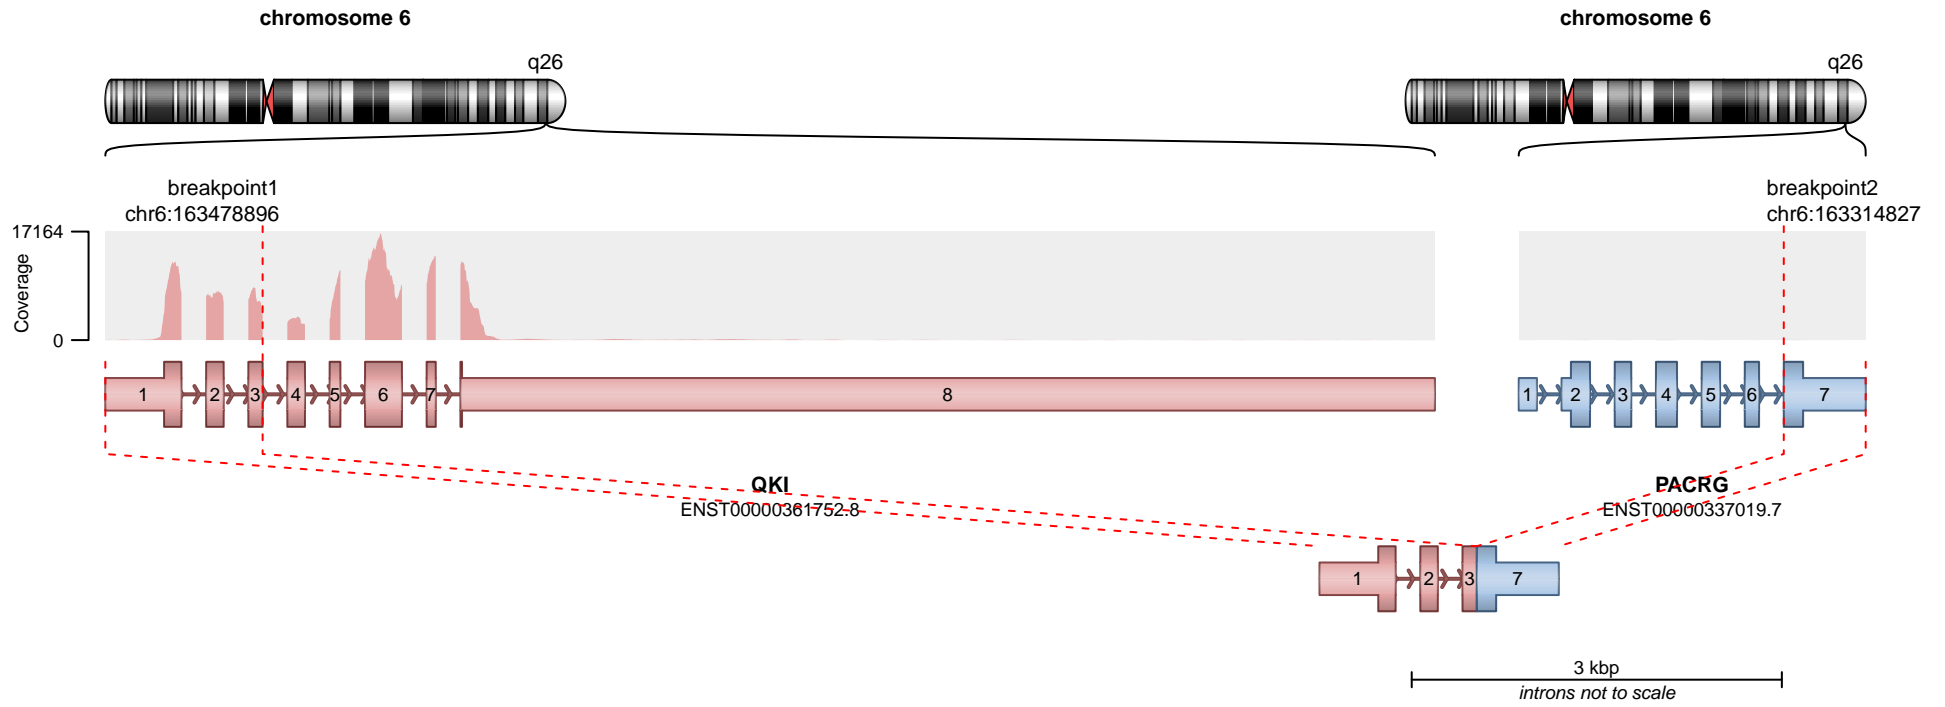 chromosome 6
chromosome 6
q26
q26
breakpoint1
chr6:163478896
breakpoint2
chr6:163314827
17164
Coverage
0
1 2 3 4 5 6 7 8
1 2 3 4 5 6 7
QKI
ENST00000361752.8
PACRG
ENST00000337019.7
1 2 3 7
3 kbp
introns not to scale